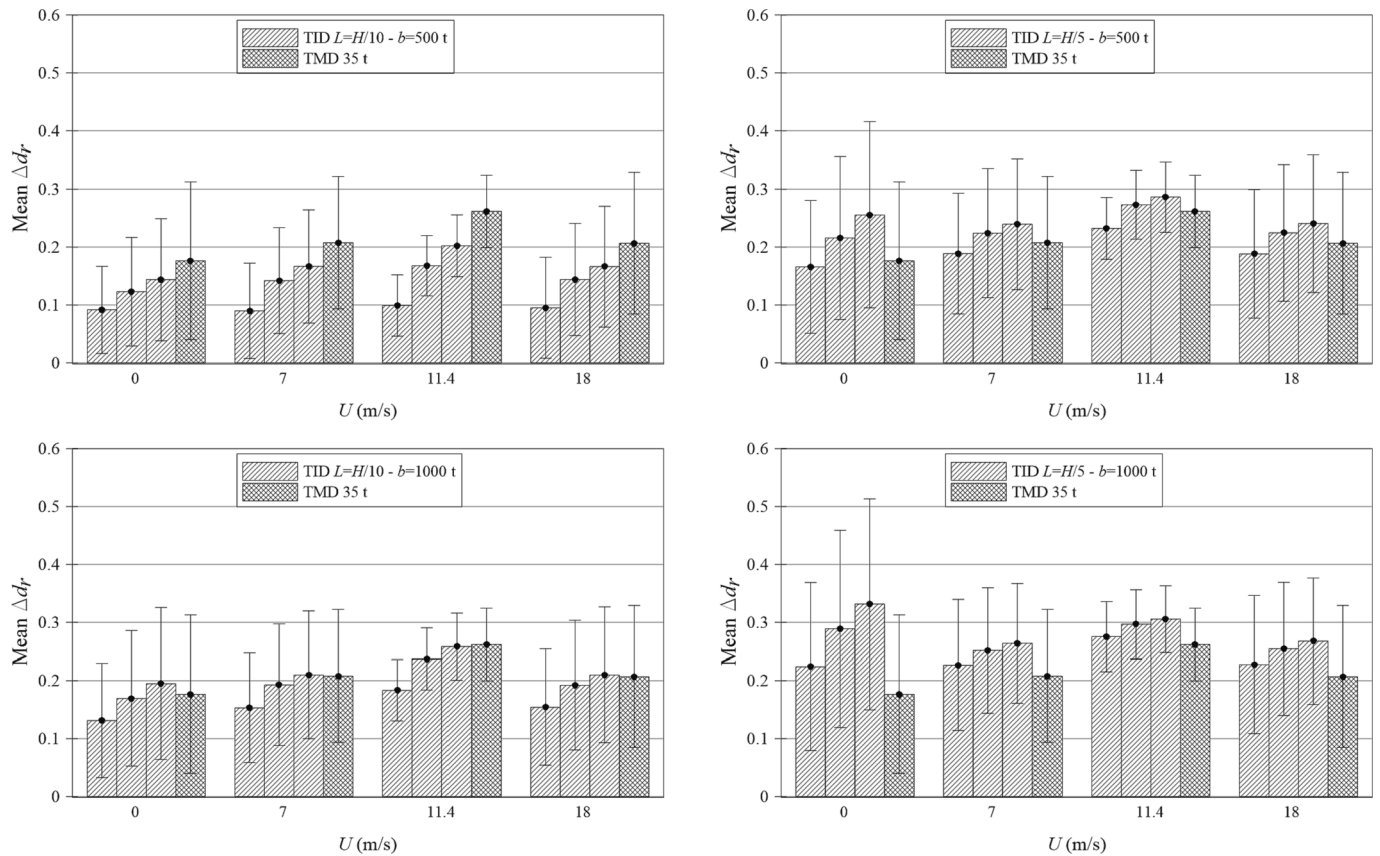 0.6
0.5
0.4
0.3
0.2
0.1
0
Mean △dr
TID L=H/10 - b=500 t
TMD 35 t
0 7 11.4 18
U (m/s)
0.6
0.5
0.4
0.3
0.2
0.1
0
Mean △dr
TID L=H/5 - b=500 t
TMD 35 t
0 7 11.4 18
U (m/s)
0.6
0.5
0.4
0.3
0.2
0.1
0
Mean △dr
TID L=H/10 - b=1000 t
TMD 35 t
0 7 11.4 18
U (m/s)
0.6
0.5
0.4
0.3
0.2
0.1
0
Mean △dr
TID L=H/5 - b=1000 t
TMD 35 t
0 7 11.4 18
U (m/s)